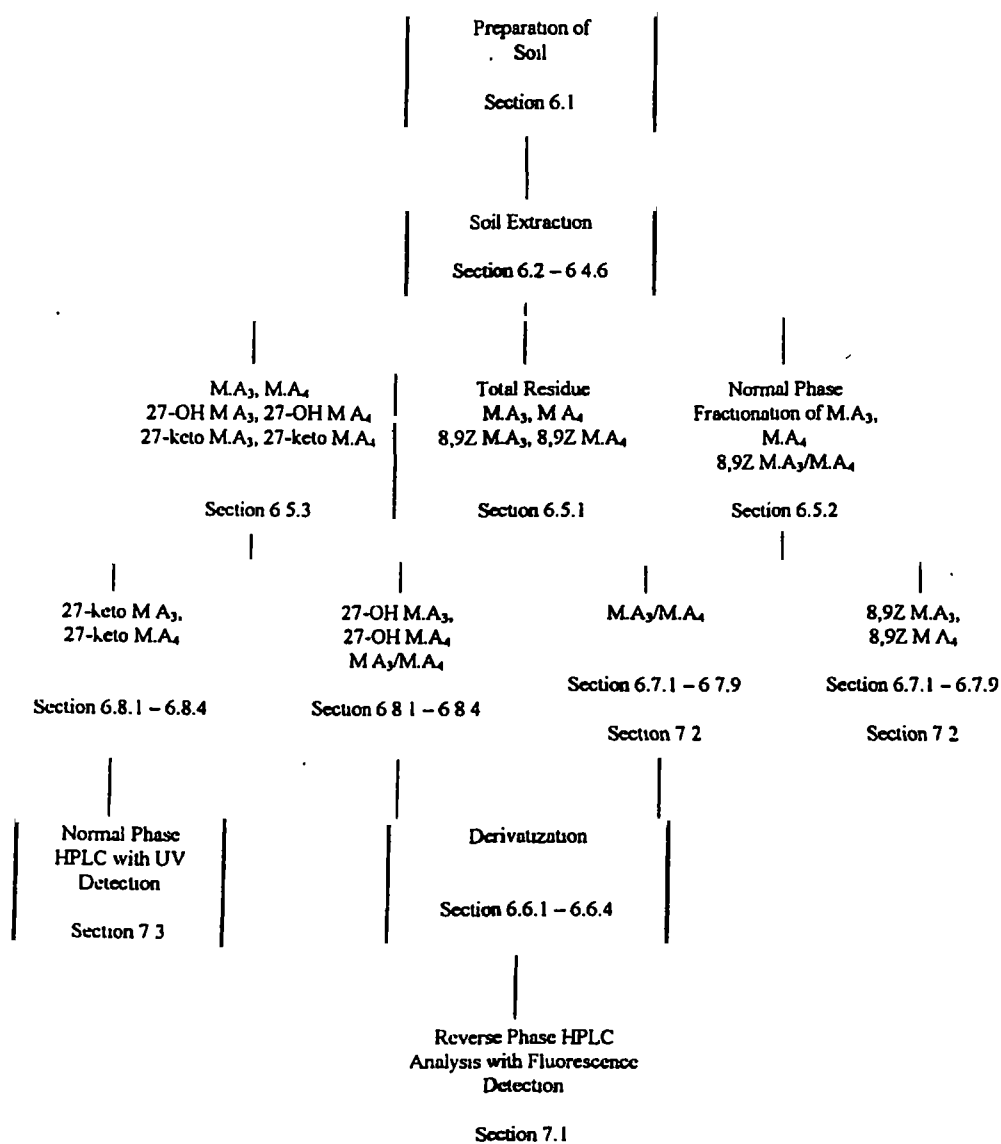 Preparation of
Soil
Section 6.1
Soil Extraction
Section 6.2 – 6 4.6
M.A₃, M.A₄
27-OH M A₃, 27-OH M A₄
27-keto M.A₃, 27-keto M.A₄
Section 6 5.3
Total Residue
M.A₃, M A₄
8,9Z M.A₃, 8,9Z M.A₄
Section 6.5.1
Normal Phase
Fractionation of M.A₃,
M.A₄
8,9Z M.A₃/M.A₄
Section 6.5.2
27-keto M A₃,
27-keto M.A₄
Section 6.8.1 – 6.8.4
27-OH M.A₃,
27-OH M.A₄
M A₃/M.A₄
Section 6 8 1 – 6 8 4
M.A₃/M.A₄
Section 6.7.1 – 6 7.9
Section 7 2
8,9Z M.A₃,
8,9Z M A₄
Section 6.7.1 – 6.7.9
Section 7 2
Normal Phase
HPLC with UV
Detection
Section 7 3
Derivatization
Section 6.6.1 – 6.6.4
Reverse Phase HPLC
Analysis with Fluorescence
Detection
Section 7.1